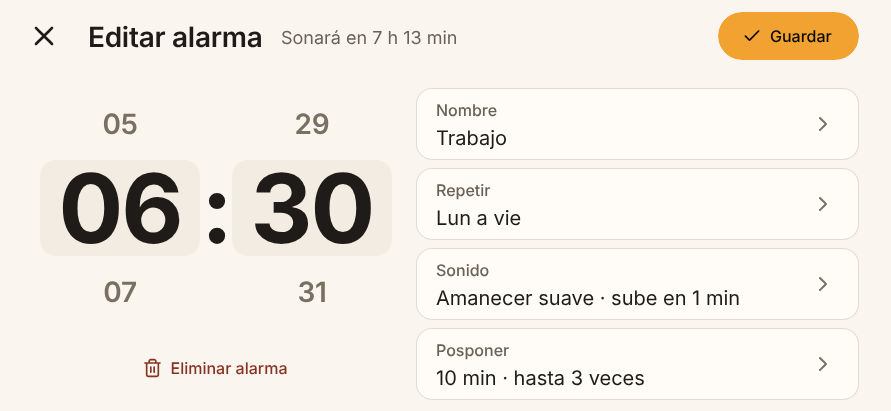 Editar alarma
Sonará en 7 h 13 min
Guardar
05
29
06 : 30
07
31
Eliminar alarma
Nombre
Trabajo
Repetir
Lun a vie
Sonido
Amanecer suave · sube en 1 min
Posponer
10 min · hasta 3 veces